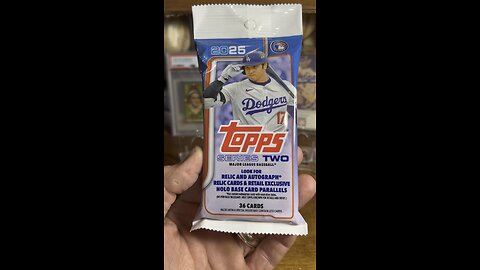 2025
Dodgers
17
TOPPS
SERIES TWO
MAJOR LEAGUE BASEBALL®
LOOK FOR
RELIC AND AUTOGRAPH*
RELIC CARDS & RETAIL EXCLUSIVE
HOLO BASE CARD PARALLELS
36 CARDS